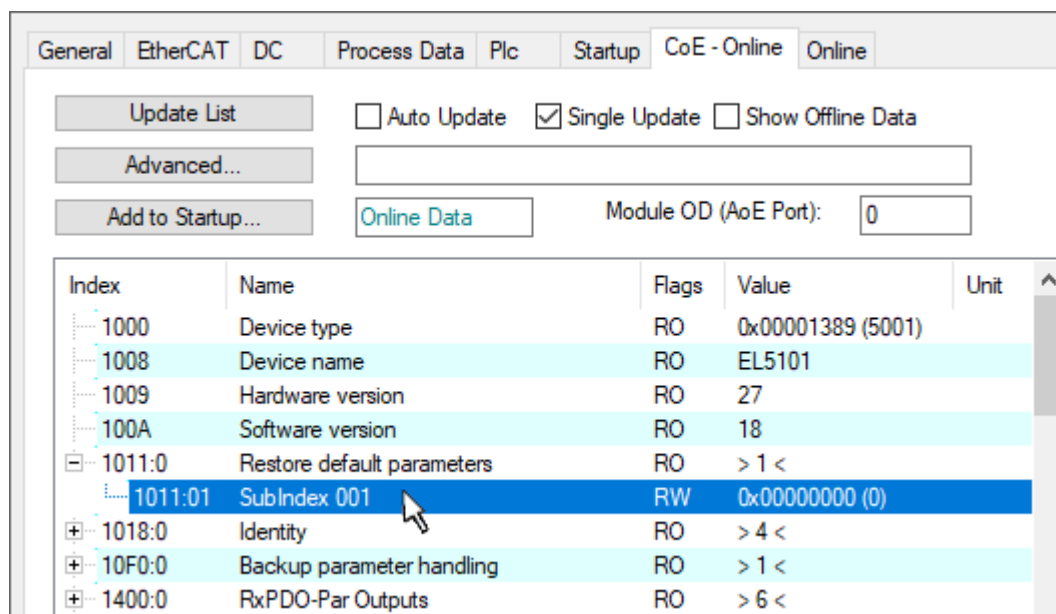 General EtherCAT DC Process Data Plc Startup CoE - Online Online
Update List Auto Update Single Update Show Offline Data
Advanced...
Add to Startup... Online Data Module OD (AoE Port): 0
Index Name Flags Value Unit
1000 Device type RO 0x00001389 (5001)
1008 Device name RO EL5101
1009 Hardware version RO 27
100A Software version RO 18
1011:0 Restore default parameters RO > 1 <
1011:01 SubIndex 001 RW 0x00000000 (0)
1018:0 Identity RO > 4 <
10F0:0 Backup parameter handling RO > 1 <
1400:0 RxPDO-Par Outputs RO > 6 <